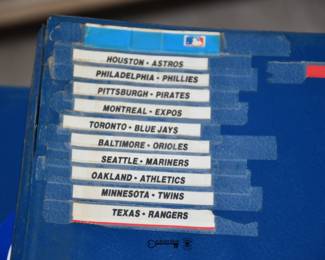 HOUSTON • ASTROS
PHILADELPHIA • PHILLIES
PITTSBURGH • PIRATES
MONTREAL • EXPOS
TORONTO • BLUE JAYS
BALTIMORE • ORIOLES
SEATTLE • MARINERS
OAKLAND • ATHLETICS
MINNESOTA • TWINS
TEXAS • RANGERS